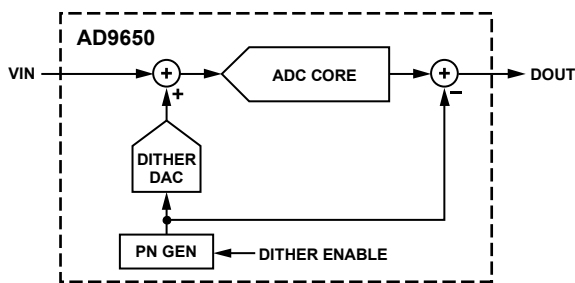 AD9650
VIN
+
+
ADC CORE
+
−
DOUT
DITHER
DAC
PN GEN
DITHER ENABLE